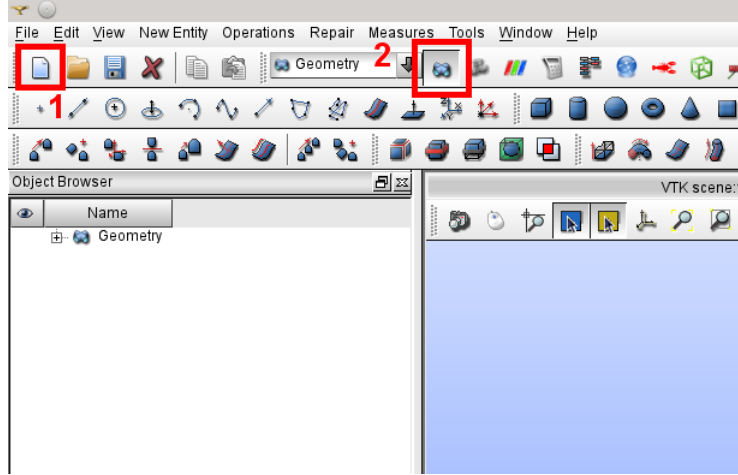 File Edit View New Entity Operations Repair Measures Tools Window Help
Geometry 2
1
Object Browser
VTK scene:
Name
Geometry